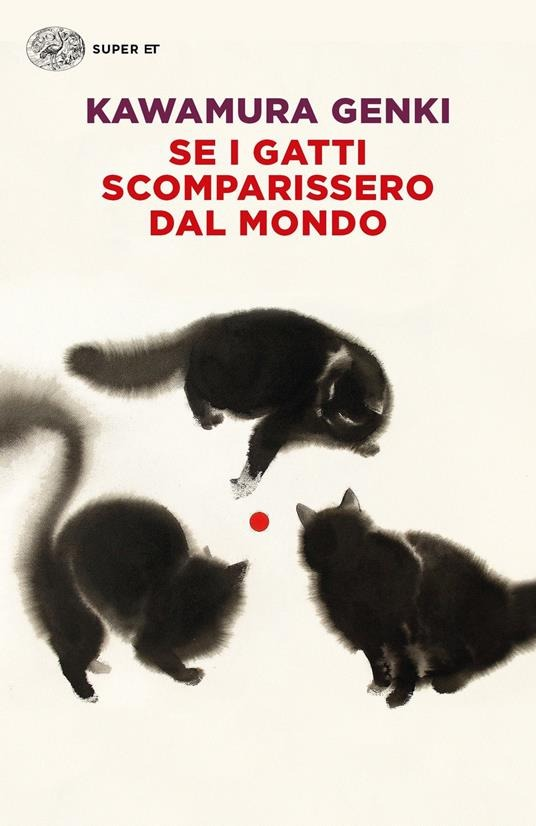 SUPER ET
KAWAMURA GENKI
SE I GATTI
SCOMPARISSERO
DAL MONDO